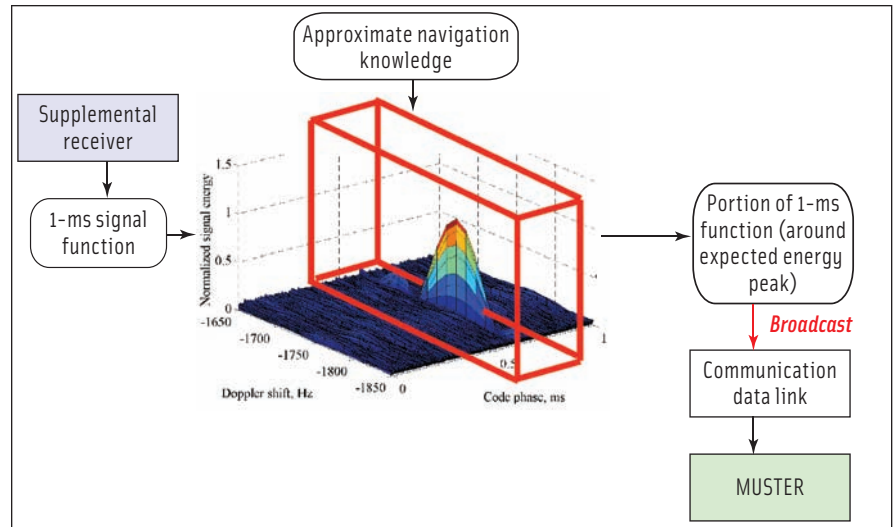 Approximate navigation
knowledge
Supplemental
receiver
1-ms signal
function
Normalized signal energy
1.5
1
0.5
0
-1650
-1700
-1750
-1800
-1850
Doppler shift, Hz
0
0.5
1
Code phase, ms
Portion of 1-ms
function (around
expected energy
peak)
Broadcast
Communication
data link
MUSTER